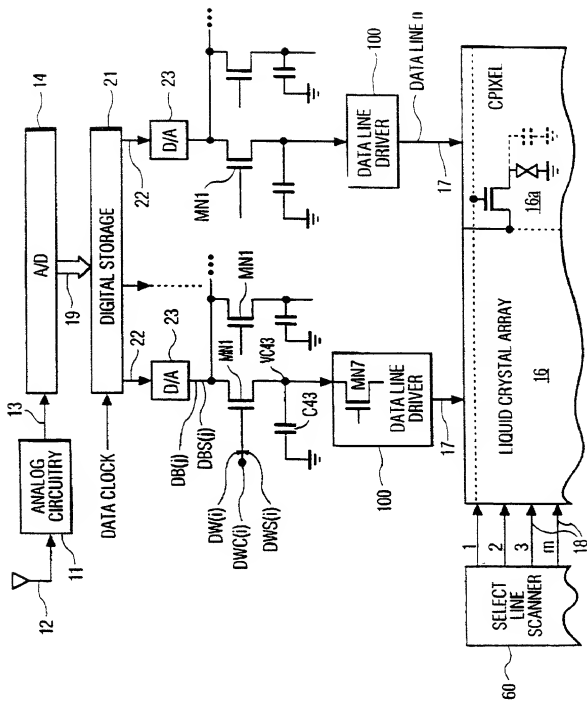 12
11
ANALOG
CIRCUITRY
13
A/D
14
19
DATA CLOCK
DIGITAL STORAGE
21
22
22
D/A
23
D/A
23
DB(j)
DBS(j)
DW(i)
DWC(i)
DWS(i)
MN1
MN1
MN1
VC43
C43
MN7
DATA LINE
DRIVER
100
DATA LINE
DRIVER
100
DATA LINE n
17
17
60
SELECT
LINE
SCANNER
1
2
3
m
18
LIQUID CRYSTAL ARRAY
16
16a
CPIXEL